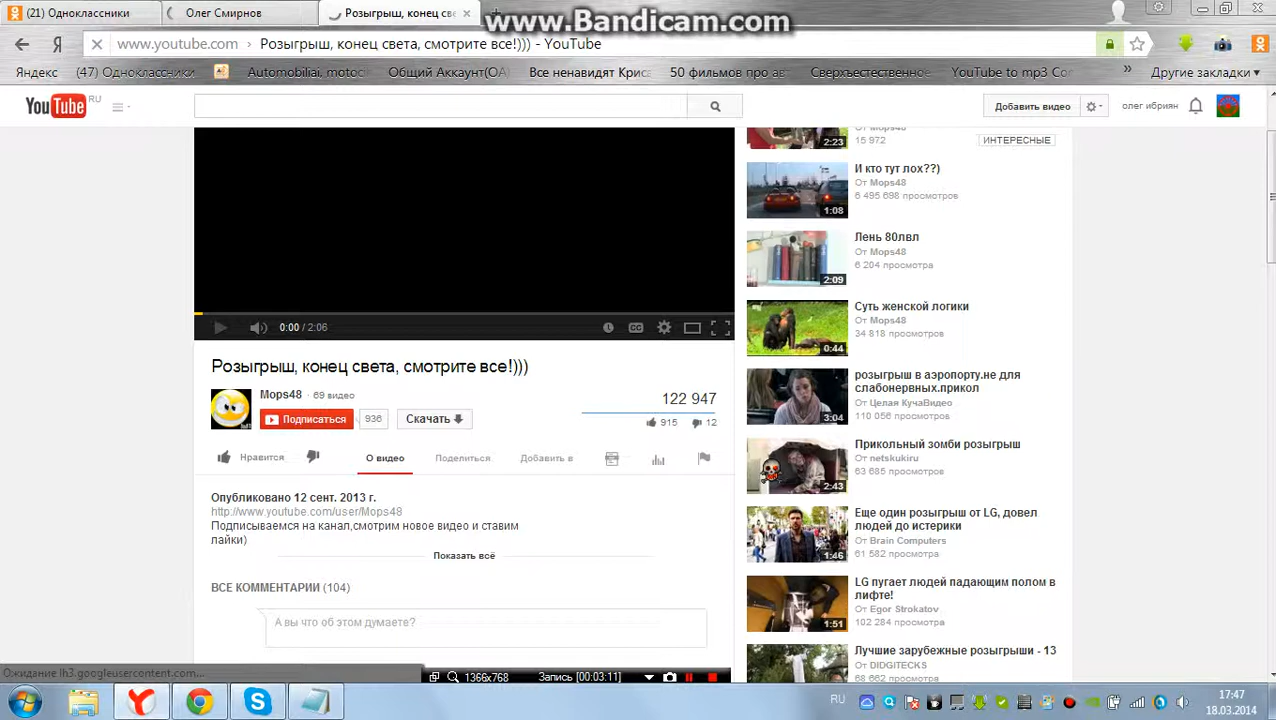 (21) Одноклассники
Олег Смирнов
Розыгрыш, конец све
www.Bandicam.com
www.youtube.com Розыгрыш, конец света, смотрите все!))) - YouTube
Яндекс
(47) Одноклассники
Automobilat motor
Общий Аккаунт(ОА
Все ненавидят Крис
50 фильмов про ав
Сверхъестественно
YouTube to mp3 Co
»
Другие закладки
YouTube RU
Добавить видео
олег ибриян
От Mops48
15 972
ИНТЕРЕСНЫЕ
2:23
И кто тут лох??)
От Mops48
6 495 698 просмотров
1:08
Лень 80лвл
От Mops48
6 204 просмотра
2:09
Суть женской логики
От Mops48
34 818 просмотров
0:44
розыгрыш в аэропорту.не для
слабонервных.прикол
От Целая КучаВидео
110 056 просмотров
3:04
Прикольный зомби розыгрыш
От netskukiru
63 685 просмотров
2:43
Еще один розыгрыш от LG, довел
людей до истерики
От Brain Computers
61 582 просмотра
1:46
LG пугает людей падающим полом в
лифте!
От Egor Strokatov
102 284 просмотра
1:51
Лучшие зарубежные розыгрыши - 13
От DIDGITECKS
68 662 просмотра
0:00 / 2:06
Розыгрыш, конец света, смотрите все!)))
Mops48 · 69 видео
Подписаться 936
Скачать
122 947
915 12
Нравится
О видео
Поделиться
Добавить в
Опубликовано 12 сент. 2013 г.
http://www.youtube.com/user/Mops48
Подписываемся на канал,смотрим новое видео и ставим
лайки)
Показать всё
ВСЕ КОММЕНТАРИИ (104)
А вы что об этом думаете?
Ожидание lh3.googleusercontent.com...
1366x768
Запись [00:03:11]
RU
17:47
18.03.2014